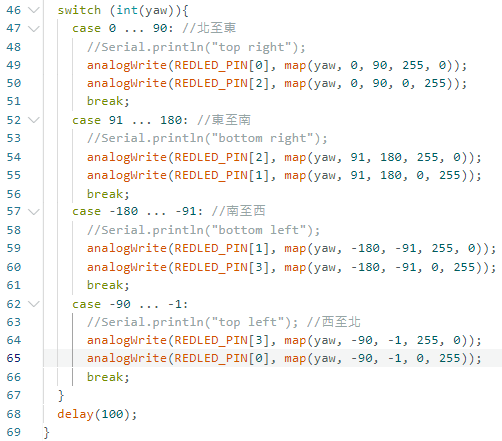 46 switch (int(yaw)){
47 case 0 ... 90: //北至東
48 //Serial.println("top right");
49 analogWrite(REDLED_PIN[0], map(yaw, 0, 90, 255, 0));
50 analogWrite(REDLED_PIN[2], map(yaw, 0, 90, 0, 255));
51 break;
52 case 91 ... 180: //東至南
53 //Serial.println("bottom right");
54 analogWrite(REDLED_PIN[2], map(yaw, 91, 180, 255, 0));
55 analogWrite(REDLED_PIN[1], map(yaw, 91, 180, 0, 255));
56 break;
57 case -180 ... -91: //南至西
58 //Serial.println("bottom left");
59 analogWrite(REDLED_PIN[1], map(yaw, -180, -91, 255, 0));
60 analogWrite(REDLED_PIN[3], map(yaw, -180, -91, 0, 255));
61 break;
62 case -90 ... -1:
63 //Serial.println("top left"); //西至北
64 analogWrite(REDLED_PIN[3], map(yaw, -90, -1, 255, 0));
65 analogWrite(REDLED_PIN[0], map(yaw, -90, -1, 0, 255));
66 break;
67 }
68 delay(100);
69 }